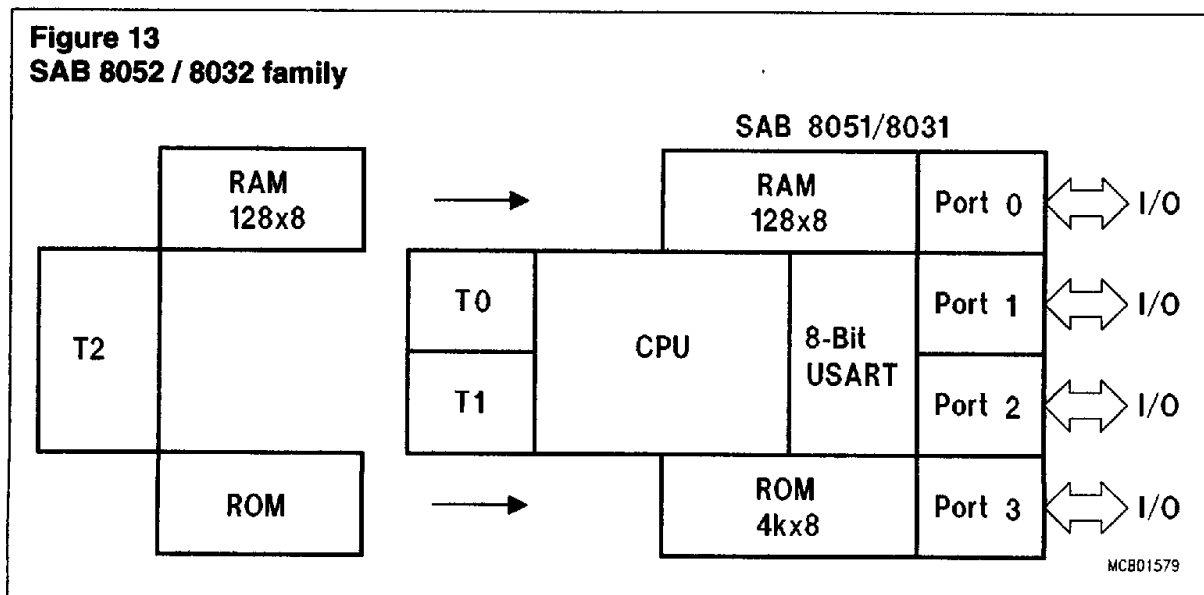 Figure 13
SAB 8052 / 8032 family
SAB 8051/8031
RAM
128x8
RAM
128x8
Port 0
I/O
T2
T0
T1
CPU
8-Bit
USART
Port 1
I/O
Port 2
I/O
ROM
ROM
4kx8
Port 3
I/O
MCB01579